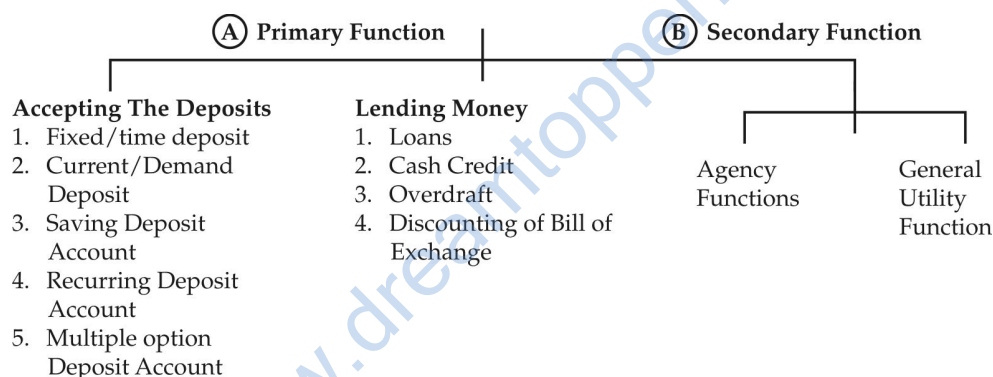 A Primary Function
B Secondary Function
Accepting The Deposits
1. Fixed/time deposit
2. Current/Demand
Deposit
3. Saving Deposit
Account
4. Recurring Deposit
Account
5. Multiple option
Deposit Account
Lending Money
1. Loans
2. Cash Credit
3. Overdraft
4. Discounting of Bill of
Exchange
Agency
Functions
General
Utility
Function